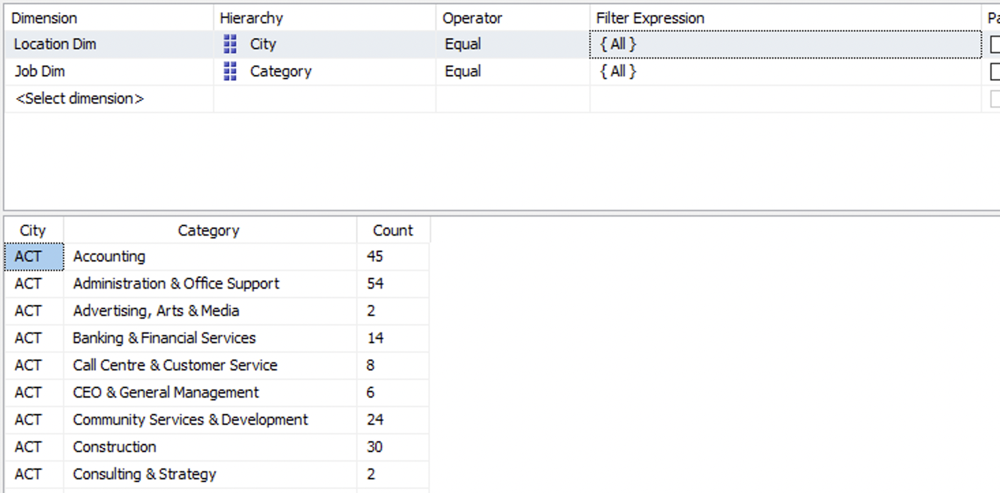 Dimension Hierarchy Operator Filter Expression
Location Dim City Equal { All }
Job Dim Category Equal { All }
<Select dimension>
City Category Count
ACT Accounting 45
ACT Administration & Office Support 54
ACT Advertising, Arts & Media 2
ACT Banking & Financial Services 14
ACT Call Centre & Customer Service 8
ACT CEO & General Management 6
ACT Community Services & Development 24
ACT Construction 30
ACT Consulting & Strategy 2